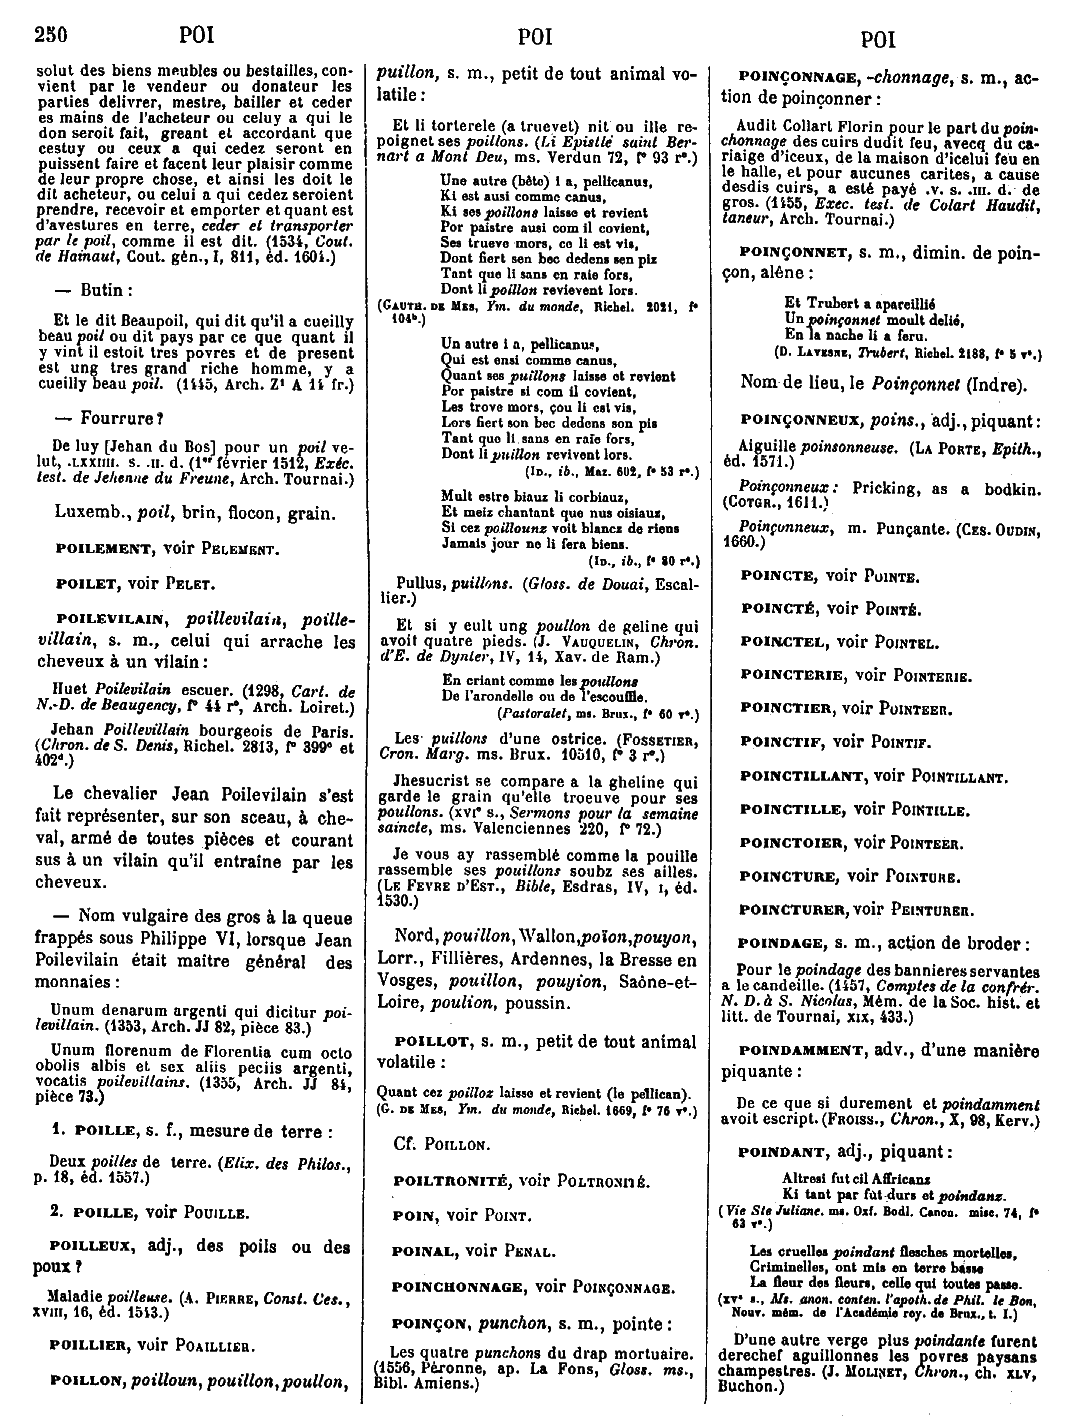 250 POI
POI
POI
solut des biens meubles ou bestailles, con-
vient par le vendeur ou donateur les
parties delivrer, mestre, bailler et ceder
es mains de l'acheteur ou celuy a qui le
don seroit fait, greant et accordant que
cestuy ou ceux a qui cedez seront en
puissent faire et facent leur plaisir comme
de leur propre chose, et ainsi les doit le
dit acheteur, ou celui a qui cedez seroient
prendre, recevoir et emporter et quant est
d'avestures en terre, ceder et transporter
par le poil, comme il est dit. (1534, Cout.
de Hainaut, Cout. gén., I, 811, éd. 1604.)
— Butin :
Et le dit Beaupoil, qui dit qu'il a cueilly
beau poil ou dit pays par ce que quant il
y vint il estoit tres povres et de present
est ung tres grand riche homme, y a
cueilly beau poil. (1445, Arch. Z¹ A 14 fr.)
— Fourrure ?
De luy [Jehan du Bos] pour un poil ve-
lut, .LXXIIII. s. .II. d. (1er février 1512, Exéc.
test. de Jehenne du Freune, Arch. Tournai.)
Luxemb., poil, brin, flocon, grain.
POILEMENT, voir PELEMENT.
POILET, voir PELET.
POILEVILAIN, poillevilain, poille-
villain, s. m., celui qui arrache les
cheveux à un vilain :
Huet Poilevilain escuer. (1298, Cart. de
N.-D. de Beaugency, f° 44 r°, Arch. Loiret.)
Jehan Poillevillain bourgeois de Paris.
(Chron. de S. Denis, Richel. 2813, f° 399c et
402d.)
Le chevalier Jean Poilevilain s'est
fait représenter, sur son sceau, à che-
val, armé de toutes pièces et courant
sus à un vilain qu'il entraîne par les
cheveux.
— Nom vulgaire des gros à la queue
frappés sous Philippe VI, lorsque Jean
Poilevilain était maitre général des
monnaies :
Unum denarum argenti qui dicitur poi-
levillain. (1353, Arch. JJ 82, pièce 83.)
Unum florenum de Florentia cum octo
obolis albis et sex aliis peciis argenti,
vocatis poilevillains. (1355, Arch. JJ 84,
pièce 73.)
1. POILLE, s. f., mesure de terre :
Deux poilles de terre. (Elix. des Philos.,
p. 18, éd. 1557.)
2. POILLE, voir POUILLE.
POILLEUX, adj., des poils ou des
poux ?
Maladie poilleuse. (A. PIERRE, Const. Ces.,
XVIII, 16, éd. 1543.)
POILLIER, voir POAILLIER.
POILLON, poilloun, pouillon, poullon,
puillon, s. m., petit de tout animal vo-
latile :
Et li torterele (a truevet) nit ou ille re-
poignet ses poillons. (Li Epistle saint Ber-
nart a Mont Deu, ms. Verdun 72, f° 93 r°.)
Une autre (bête) i a, pellicanus,
Ki est ausi comme canus,
Ki ses poillons laisse et revient
Por paistre ausi com il covient,
Ses trueve mors, co li est vis,
Dont fiert sen bec dedens sen piz
Tant que li sans en raie fors,
Dont li poillon revievent lors.
(GAUTH. DE MES, Ym. du monde, Richel. 2021, f°
104b.)
Un autre i a, pellicanus,
Qui est ensi comme canus,
Quant ses puillons laisse et revient
Por paistre si com il covient,
Les trove mors, çou li est vis,
Lors fiert son bec dedens son pis
Tant que li sans en raie fors,
Dont li puillon revivent lors.
(ID., ib., Maz. 602, f° 53 r°.)
Mult estre biauz li corbiauz,
Et meiz chantant que nus oisiaus,
Si cez poillounz voit blancz de riens
Jamais jour ne li fera biens.
(ID., ib., f° 80 r°.)
Pullus, puillons. (Gloss. de Douai, Escal-
lier.)
Et si y eult ung poullon de geline qui
avoit quatre pieds. (J. VAUQUELIN, Chron.
d'E. de Dynter, IV, 14, Xav. de Ram.)
En criant comme les poullons
De l'arondelle ou de l'escouffle.
(Pastoralet, ms. Brux., f° 60 v°.)
Les puillons d'une ostrice. (FOSSETIER,
Cron. Marg. ms. Brux. 10510, f° 3 r°.)
Jhesucrist se compare a la gheline qui
garde le grain qu'elle troeuve pour ses
poullons. (XVIe s., Sermons pour la semaine
saincte, ms. Valenciennes 220, f° 72.)
Je vous ay rassemblé comme la pouille
rassemble ses pouillons soubz ses ailles.
(LE FEVRE D'EST., Bible, Esdras, IV, I, éd.
1530.)
Nord, pouillon, Wallon, poïon, pouyon,
Lorr., Fillières, Ardennes, la Bresse en
Vosges, pouillon, pouyion, Saône-et-
Loire, poulion, poussin.
POILLOT, s. m., petit de tout animal
volatile :
Quant cez poilloz laisse et revient (le pellican).
(G. DE MES, Ym. du monde, Richel. 1669, f° 76 v°.)
Cf. POILLON.
POILTRONITÉ, voir POLTRONITÉ.
POIN, voir POINT.
POINAL, voir PENAL.
POINCHONNAGE, voir POINÇONNAGE.
POINÇON, punchon, s. m., pointe :
Les quatre punchons du drap mortuaire.
(1556, Péronne, ap. La Fons, Gloss. ms.,
Bibl. Amiens.)
POINÇONNAGE, -chonnage, s. m., ac-
tion de poinçonner :
Audit Collart Florin pour le part du poin-
chonnage des cuirs dudit feu, avecq du ca-
riaige d'iceux, de la maison d'icelui feu en
le halle, et pour aucunes carites, a cause
desdis cuirs, a esté payé .v. s. .III. d. de
gros. (1455, Exec. test. de Colart Haudit,
taneur, Arch. Tournai.)
POINÇONNET, s. m., dimin. de poin-
çon, alêne :
Et Trubert a apareillié
Un poinçonnet moult delié,
En la nache li a feru.
(D. LAVESNE, Trubert, Richel. 2188, f° 5 v°.)
Nom de lieu, le Poinçonnet (Indre).
POINÇONNEUX, poins., adj., piquant :
Aiguille poinsonneuse. (LA PORTE, Epith.,
éd. 1571.)
Poinçonneux : Pricking, as a bodkin.
(COTGR., 1611.)
Poinçonneux, m. Punçante. (CES. OUDIN,
1660.)
POINCTE, voir POINTE.
POINCTÉ, voir POINTÉ.
POINCTEL, voir POINTEL.
POINCTERIE, voir POINTERIE.
POINCTIER, voir POINTEER.
POINCTIF, voir POINTIF.
POINCTILLANT, voir POINTILLANT.
POINCTILLE, voir POINTILLE.
POINCTOIER, voir POINTEER.
POINCTURE, voir POINTURE.
POINCTURER, voir PEINTURER.
POINDAGE, s. m., action de broder :
Pour le poindage des bannieres servantes
a le candeille. (1457, Comptes de la confrér.
N. D. à S. Nicolas, Mém. de la Soc. hist. et
litt. de Tournai, XIX, 433.)
POINDAMMENT, adv., d'une manière
piquante :
De ce que si durement et poindamment
avoit escript. (FROISS., Chron., X, 98, Kerv.)
POINDANT, adj., piquant :
Altresi fut cil Affricans
Ki tant par fut durs et poindanz.
(Vie Ste Juliane. ms. Oxf. Bodl. Canon. misc. 74, f°
63 v°.)
Les cruelles poindant flesches mortelles,
Criminelles, ont mis en terre basse
La fleur des fleurs, celle qui toutes passe.
(XVe s., Ms. anon. conten. l'apoth. de Phil. le Bon,
Nouv. mém. de l'Académie roy. de Brux., t. I.)
D'une autre verge plus poindante furent
derechef aguillonnes les povres paysans
champestres. (J. MOLINET, Chron., ch. XLV,
Buchon.)